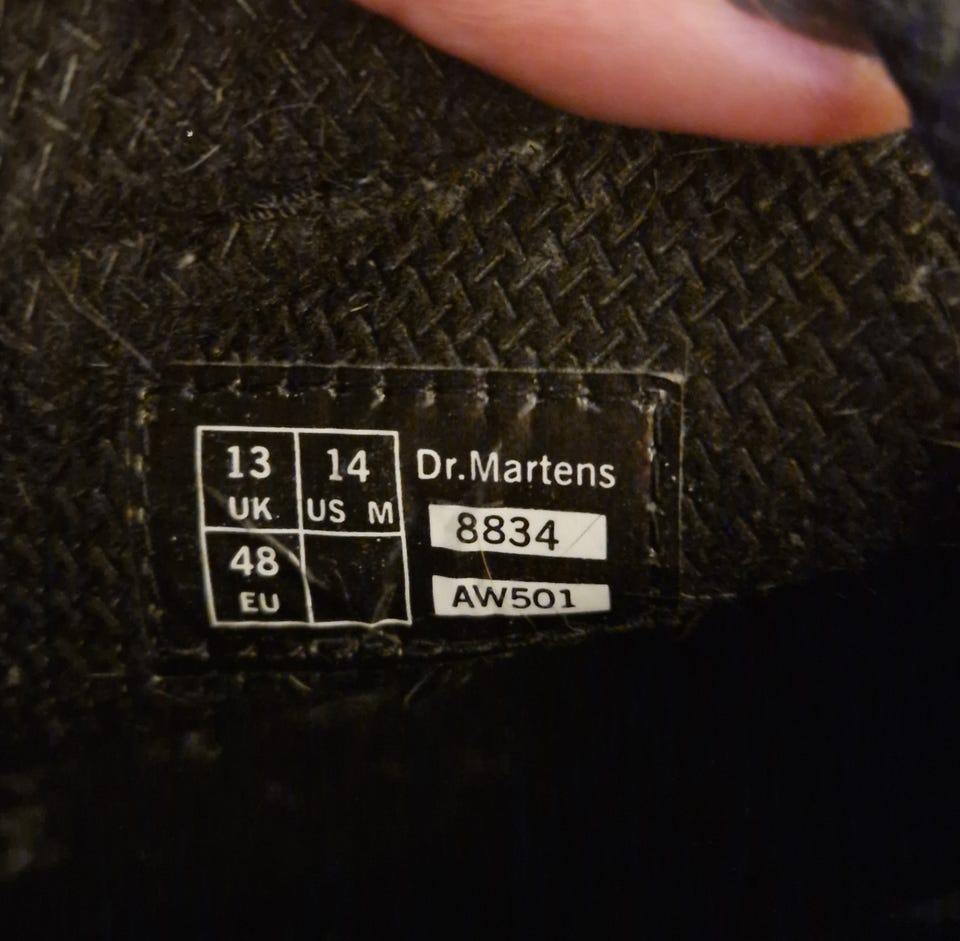 13 14
UK US M
48
EU
Dr.Martens
8834
AW501